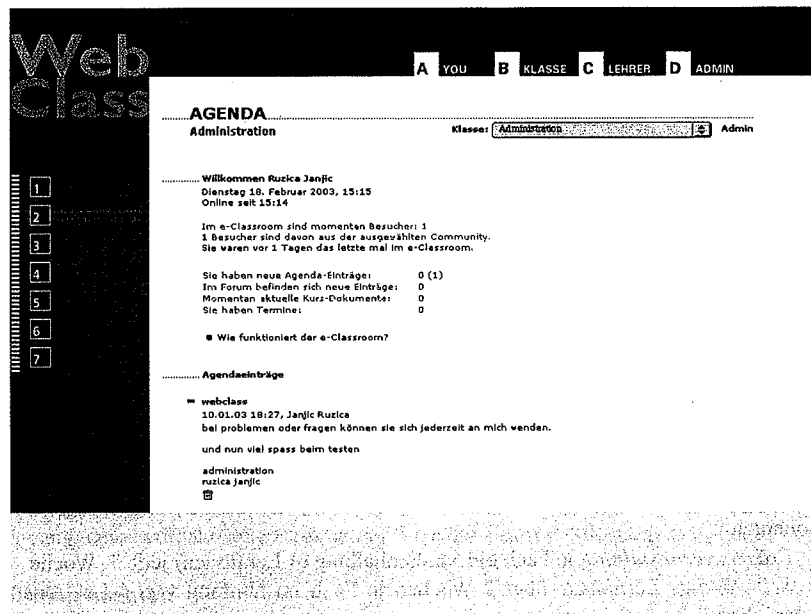 Web
Class
A YOU B KLASSE C LEHRER D ADMIN
AGENDA
Administration
Klasse: Administration Admin
1
2
3
4
5
6
7
Willkommen Ruzica Janjic
Dienstag 18. Februar 2003, 15:15
Online seit 15:14
Im e-Classroom sind momentan Besucher: 1
1 Besucher sind davon aus der ausgewählten Community.
Sie waren vor 1 Tagen das letzte mal im e-Classroom.
Sie haben neue Agenda-Einträge: 0 (1)
Im Forum befinden sich neue Einträge: 0
Momentan aktuelle Kurs-Dokumente: 0
Sie haben Termine: 0
Wie funktioniert der e-Classroom?
Agendaeinträge
webclass
10.01.03 18:27, Janjic Ruzica
bei problemen oder fragen können sie sich jederzeit an mich wenden.
und nun viel spass beim testen
administration
ruzica janjic